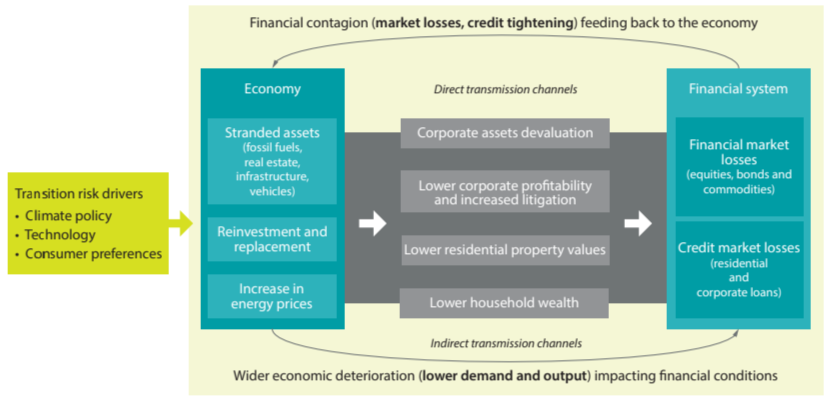 Financial contagion (market losses, credit tightening) feeding back to the economy
Economy
Direct transmission channels
Financial system
Stranded assets
(fossil fuels,
real estate,
infrastructure,
vehicles)
Reinvestment and
replacement
Increase in
energy prices
Corporate assets devaluation
Lower corporate profitability
and increased litigation
Lower residential property values
Lower household wealth
Financial market
losses
(equities, bonds and
commodities)
Credit market losses
(residential
and
corporate loans)
Transition risk drivers
• Climate policy
• Technology
• Consumer preferences
Indirect transmission channels
Wider economic deterioration (lower demand and output) impacting financial conditions